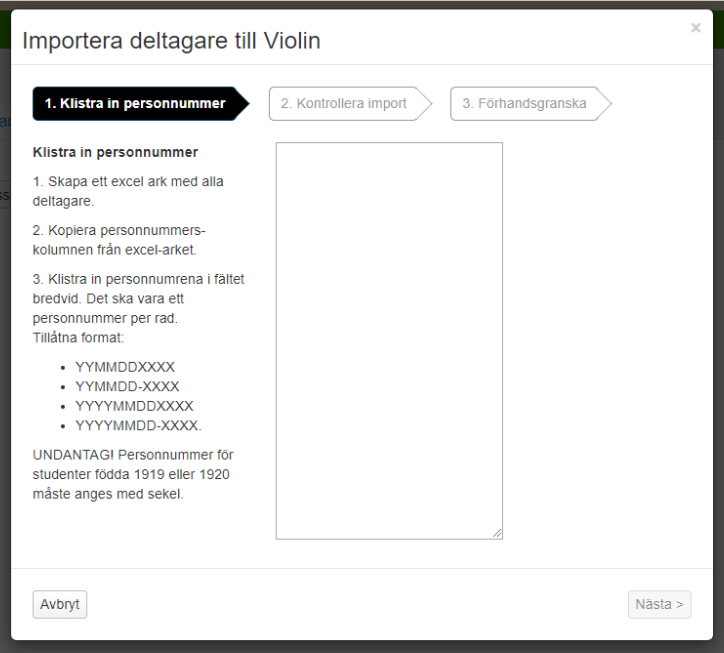 Importera deltagare till Violin
×
1. Klistra in personnummer
2. Kontrollera import
3. Förhandsgranska
Klistra in personnummer
1. Skapa ett excel ark med alla
deltagare.
2. Kopiera personnummers-
kolumnen från excel-arket.
3. Klistra in personnumrena i fältet
bredvid. Det ska vara ett
personnummer per rad.
Tillåtna format:
• YYMMDDXXXX
• YYMMDD-XXXX
• YYYYMMDDXXXX
• YYYYMMDD-XXXX.
UNDANTAG! Personnummer för
studenter födda 1919 eller 1920
måste anges med sekel.
Avbryt
Nästa >